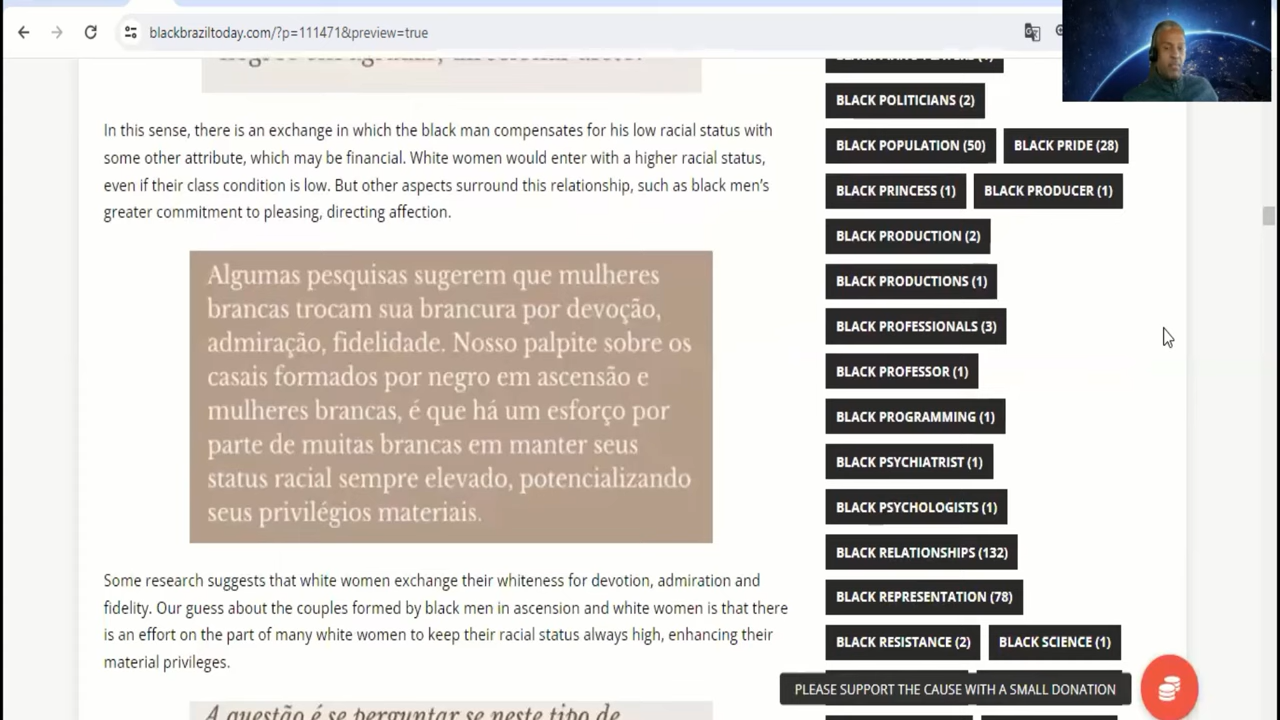 blackbraziltoday.com/?p=111471&preview=true
In this sense, there is an exchange in which the black man compensates for his low racial status with
some other attribute, which may be financial. White women would enter with a higher racial status,
even if their class condition is low. But other aspects surround this relationship, such as black men's
greater commitment to pleasing, directing affection.
Algumas pesquisas sugerem que mulheres
brancas trocam sua brancura por devoção,
admiração, fidelidade. Nosso palpite sobre os
casais formados por negro em ascensão e
mulheres brancas, é que há um esforço por
parte de muitas brancas em manter seus
status racial sempre elevado, potencializando
seus privilégios materiais.
Some research suggests that white women exchange their whiteness for devotion, admiration and
fidelity. Our guess about the couples formed by black men in ascension and white women is that there
is an effort on the part of many white women to keep their racial status always high, enhancing their
material privileges.
A questão é se perguntar se neste tipo de
BLACK POLITICIANS (2)
BLACK POPULATION (50) BLACK PRIDE (28)
BLACK PRINCESS (1) BLACK PRODUCER (1)
BLACK PRODUCTION (2)
BLACK PRODUCTIONS (1)
BLACK PROFESSIONALS (3)
BLACK PROFESSOR (1)
BLACK PROGRAMMING (1)
BLACK PSYCHIATRIST (1)
BLACK PSYCHOLOGISTS (1)
BLACK RELATIONSHIPS (132)
BLACK REPRESENTATION (78)
BLACK RESISTANCE (2) BLACK SCIENCE (1)
PLEASE SUPPORT THE CAUSE WITH A SMALL DONATION